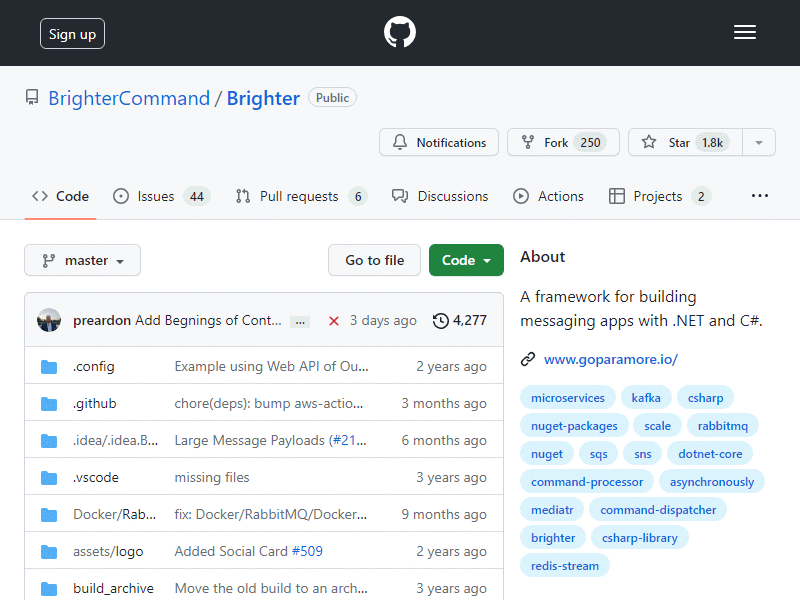 Sign up
BrighterCommand / Brighter Public
Notifications Fork 250 Star 1.8k
Code Issues 44 Pull requests 6 Discussions Actions Projects 2 ...
master Go to file Code
preardon Add Begnings of Cont... ... 3 days ago 4,277
.config Example using Web API of Ou... 2 years ago
.github chore(deps): bump aws-actio... 3 months ago
.idea/.idea.B... Large Message Payloads (#21... 6 months ago
.vscode missing files 3 years ago
Docker/Rab... fix: Docker/RabbitMQ/Docker... 9 months ago
assets/logo Added Social Card #509 2 years ago
build_archive Move the old build to an arch... 3 years ago
About
A framework for building
messaging apps with .NET and C#.
www.goparamore.io/
microservices kafka csharp
nuget-packages scale rabbitmq
nuget sqs sns dotnet-core
command-processor asynchronously
mediatr command-dispatcher
brighter csharp-library
redis-stream